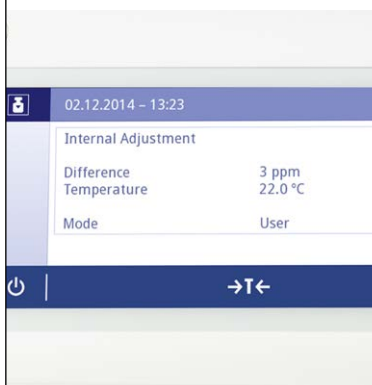 02.12.2014 – 13:23
Internal Adjustment
Difference 3 ppm
Temperature 22.0 °C
Mode User
→T←